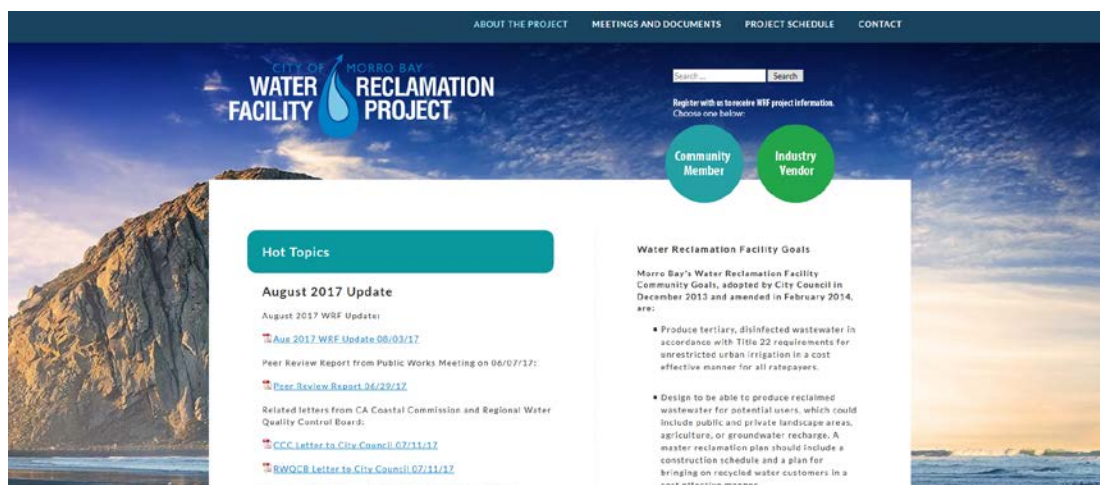 ABOUT THE PROJECT MEETINGS AND DOCUMENTS PROJECT SCHEDULE CONTACT
CITY OF MORRO BAY
WATER RECLAMATION
FACILITY PROJECT
Search ... Search
Register with us to receive WRF project information.
Choose one below:
Community Industry
Member Vendor
Hot Topics
August 2017 Update
August 2017 WRF Update:
Aug 2017 WRF Update 08/03/17
Peer Review Report from Public Works Meeting on 06/07/17:
Peer Review Report 06/29/17
Related letters from CA Coastal Commission and Regional Water
Quality Control Board:
CCC Letter to City Council 07/11/17
RWQCB Letter to City Council 07/11/17
Water Reclamation Facility Goals
Morro Bay's Water Reclamation Facility
Community Goals, adopted by City Council in
December 2013 and amended in February 2014,
are:
Produce tertiary, disinfected wastewater in
accordance with Title 22 requirements for
unrestricted urban irrigation in a cost
effective manner for all ratepayers.
Design to be able to produce reclaimed
wastewater for potential users, which could
include public and private landscape areas,
agriculture, or groundwater recharge. A
master reclamation plan should include a
construction schedule and a plan for
bringing on recycled water customers in a
cost effective manner.